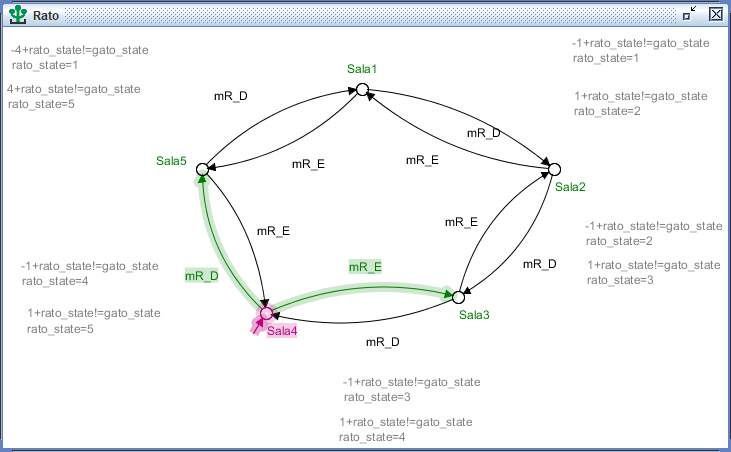 Rato
-4+rato_state!=gato_state
rato_state=1
4+rato_state!=gato_state
rato_state=5
-1+rato_state!=gato_state
rato_state=1
1+rato_state!=gato_state
rato_state=2
Sala1
mR_D
mR_D
mR_E
mR_E
Sala5
Sala2
mR_E
mR_E
-1+rato_state!=gato_state
rato_state=2
1+rato_state!=gato_state
rato_state=3
mR_D
mR_D
mR_E
-1+rato_state!=gato_state
rato_state=4
1+rato_state!=gato_state
rato_state=5
Sala3
Sala4
mR_D
-1+rato_state!=gato_state
rato_state=3
1+rato_state!=gato_state
rato_state=4